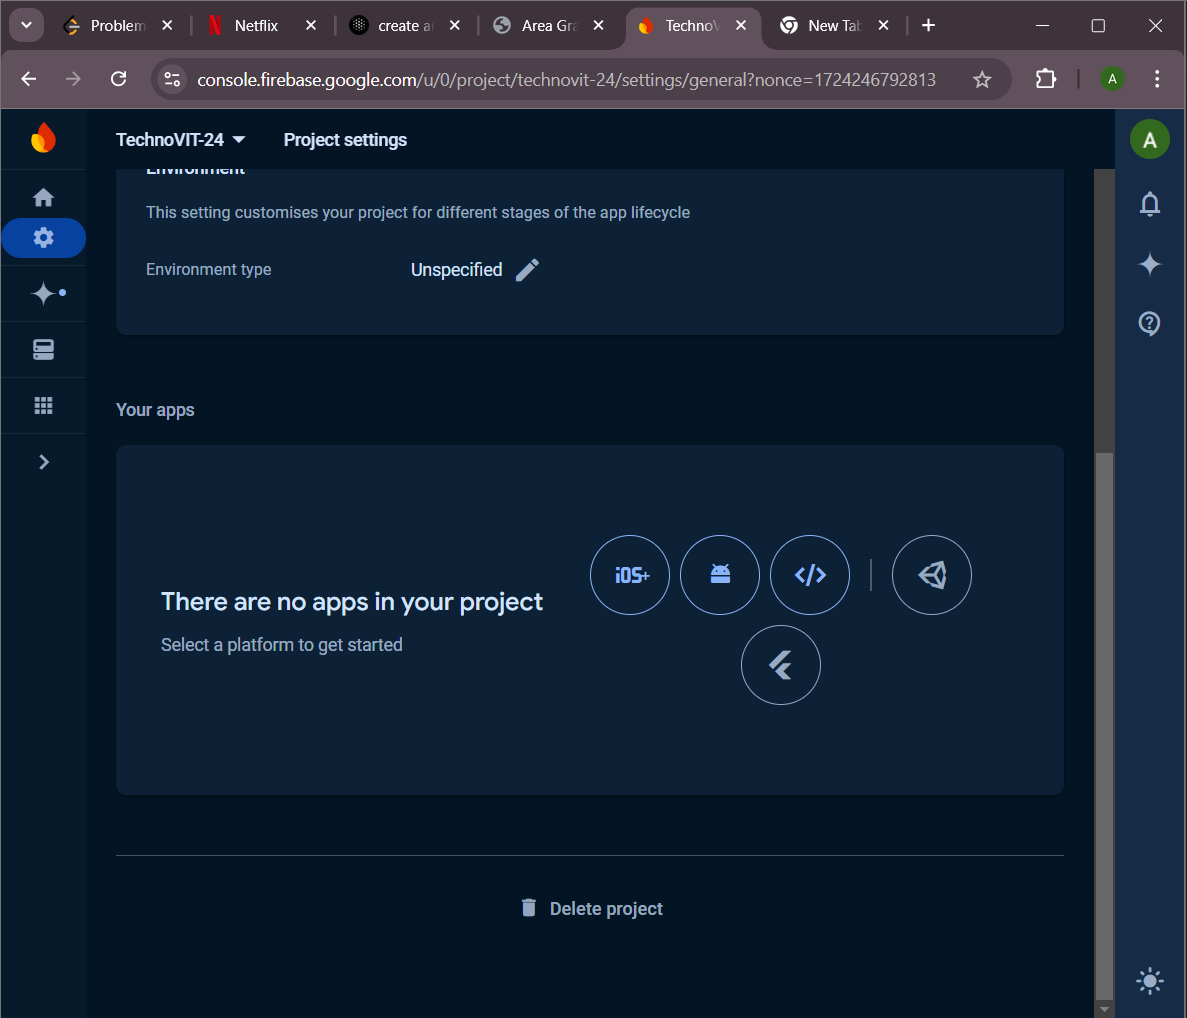 Problem
Netflix
create a
Area Gra
TechnoV
New Tab
console.firebase.google.com/u/0/project/technovit-24/settings/general?nonce=1724246792813
A
TechnoVIT-24
Project settings
A
Environment
This setting customises your project for different stages of the app lifecycle
Environment type
Unspecified
Your apps
iOS+
There are no apps in your project
Select a platform to get started
Delete project